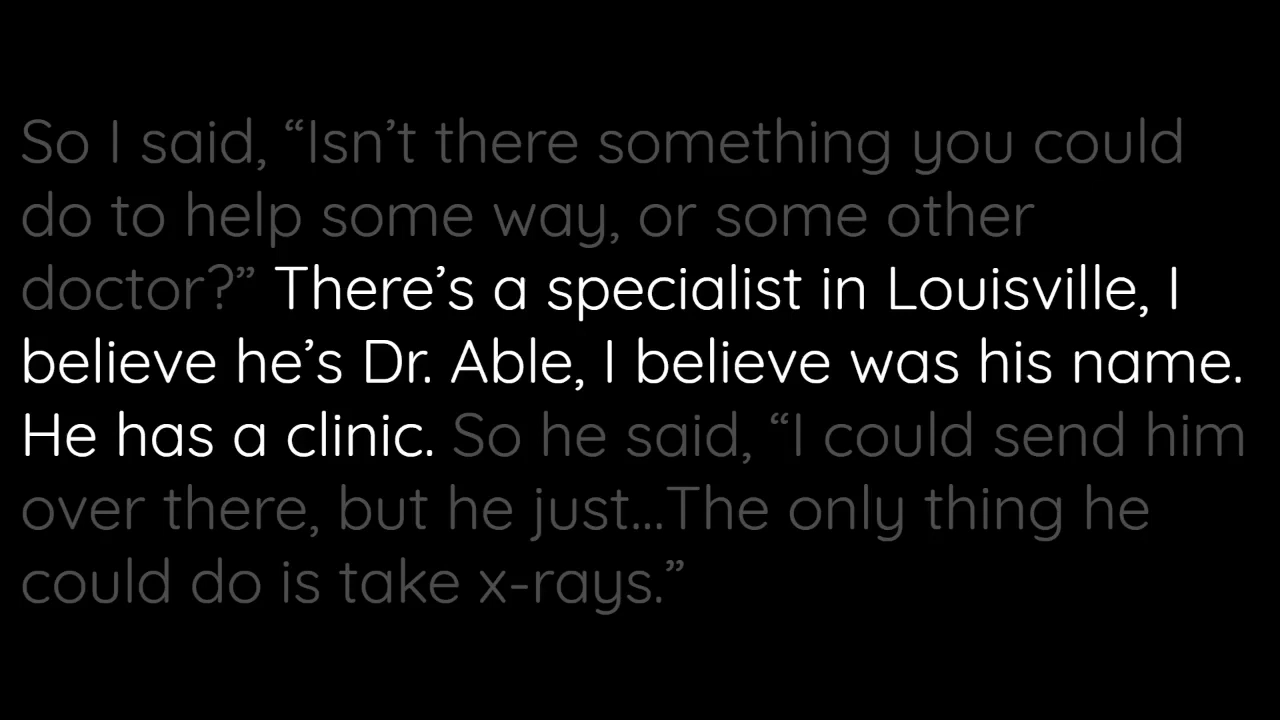 So I said, “Isn’t there something you could
do to help some way, or some other
doctor?” There’s a specialist in Louisville, I
believe he’s Dr. Able, I believe was his name.
He has a clinic. So he said, “I could send him
over there, but he just...The only thing he
could do is take x-rays.”